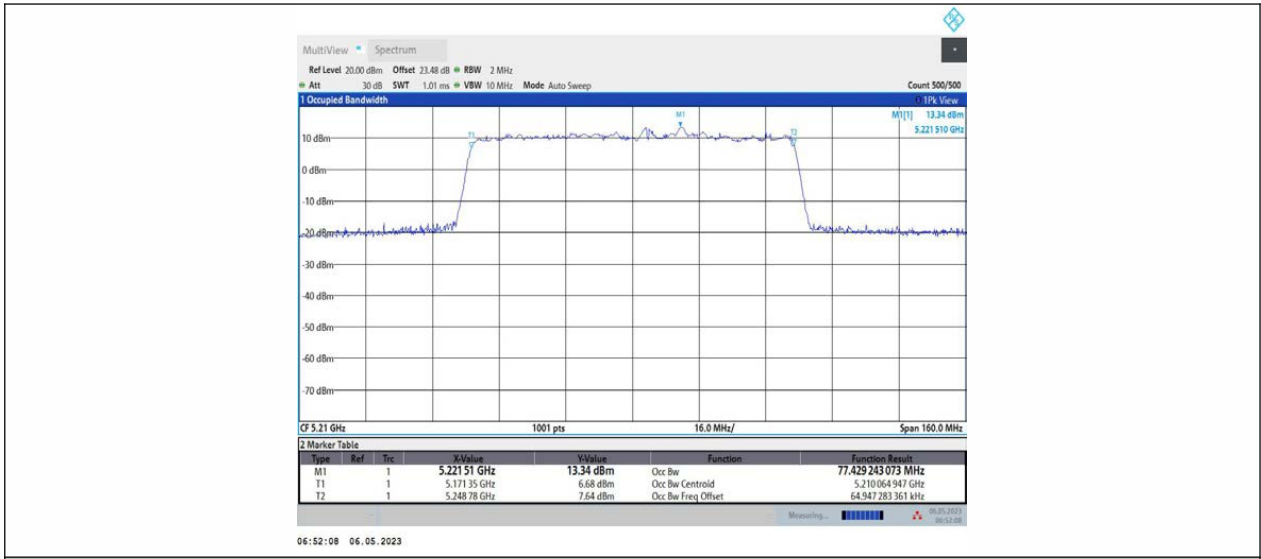 MultiView Spectrum
Ref Level 20.00 dBm Offset 23.48 dB RBW 2 MHz
Att 30 dB SWT 1.01 ms VBW 10 MHz Mode Auto Sweep Count 500/500
1 Occupied Bandwidth 1Pk View
M1
M1[1] 13.34 dBm
5.221 510 GHz
T1
T2
10 dBm
0 dBm
-10 dBm
-20 dBm
-30 dBm
-40 dBm
-50 dBm
-60 dBm
-70 dBm
CF 5.21 GHz 1001 pts 16.0 MHz/ Span 160.0 MHz
2 Marker Table
Type Ref Trc X-Value Y-Value Function Function Result
M1 1 5.221 51 GHz 13.34 dBm Occ Bw 77.429 243 073 MHz
T1 1 5.171 35 GHz 6.68 dBm Occ Bw Centroid 5.210 064 947 GHz
T2 1 5.248 78 GHz 7.64 dBm Occ Bw Freq Offset 64.947 283 361 kHz
Measuring... 06.05.2023
06:52:08 06.05.2023